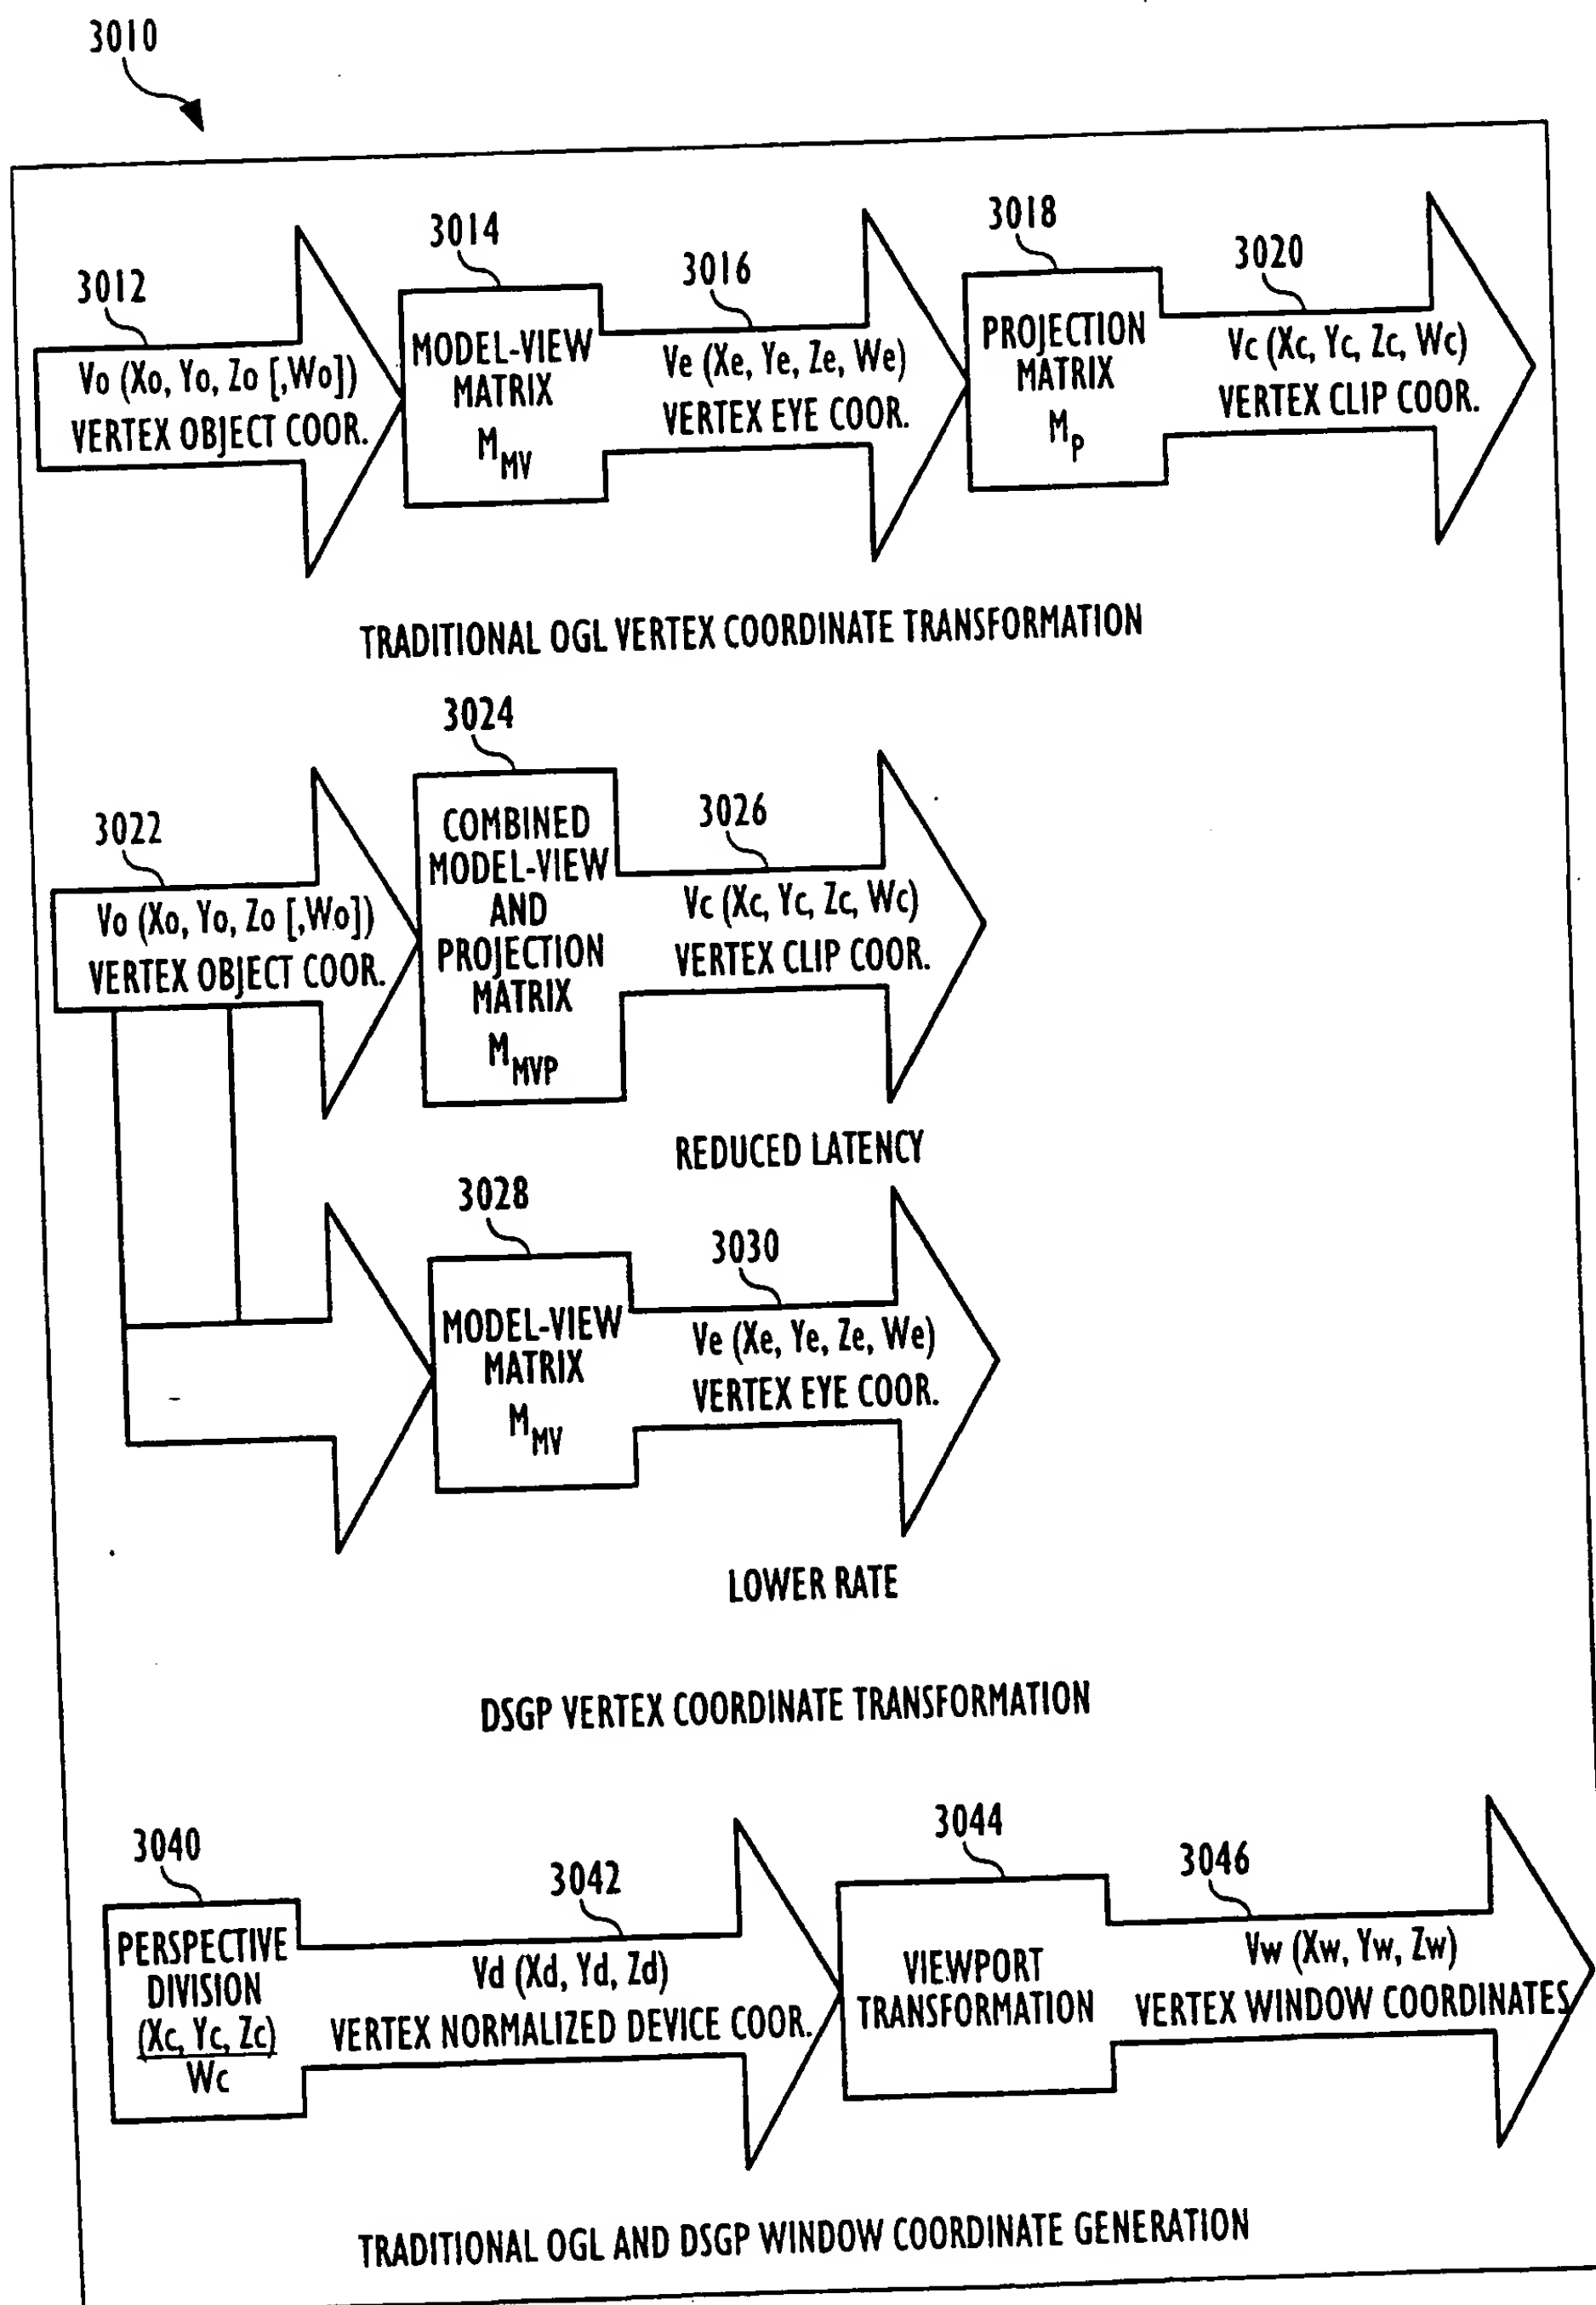 3010
3012
Vo (Xo, Yo, Zo [,Wo])
VERTEX OBJECT COOR.
3014
MODEL-VIEW
MATRIX
M MV
3016
Ve (Xe, Ye, Ze, We)
VERTEX EYE COOR.
3018
PROJECTION
MATRIX
M P
3020
Vc (Xc, Yc, Zc, Wc)
VERTEX CLIP COOR.
TRADITIONAL OGL VERTEX COORDINATE TRANSFORMATION
3022
Vo (Xo, Yo, Zo [,Wo])
VERTEX OBJECT COOR.
3024
COMBINED
MODEL-VIEW
AND
PROJECTION
MATRIX
M MVP
3026
Vc (Xc, Yc, Zc, Wc)
VERTEX CLIP COOR.
REDUCED LATENCY
3028
MODEL-VIEW
MATRIX
M MV
3030
Ve (Xe, Ye, Ze, We)
VERTEX EYE COOR.
LOWER RATE
DSGP VERTEX COORDINATE TRANSFORMATION
3040
PERSPECTIVE
DIVISION
(Xc, Yc, Zc)
Wc
3042
Vd (Xd, Yd, Zd)
VERTEX NORMALIZED DEVICE COOR.
3044
VIEWPORT
TRANSFORMATION
3046
Vw (Xw, Yw, Zw)
VERTEX WINDOW COORDINATES
TRADITIONAL OGL AND DSGP WINDOW COORDINATE GENERATION